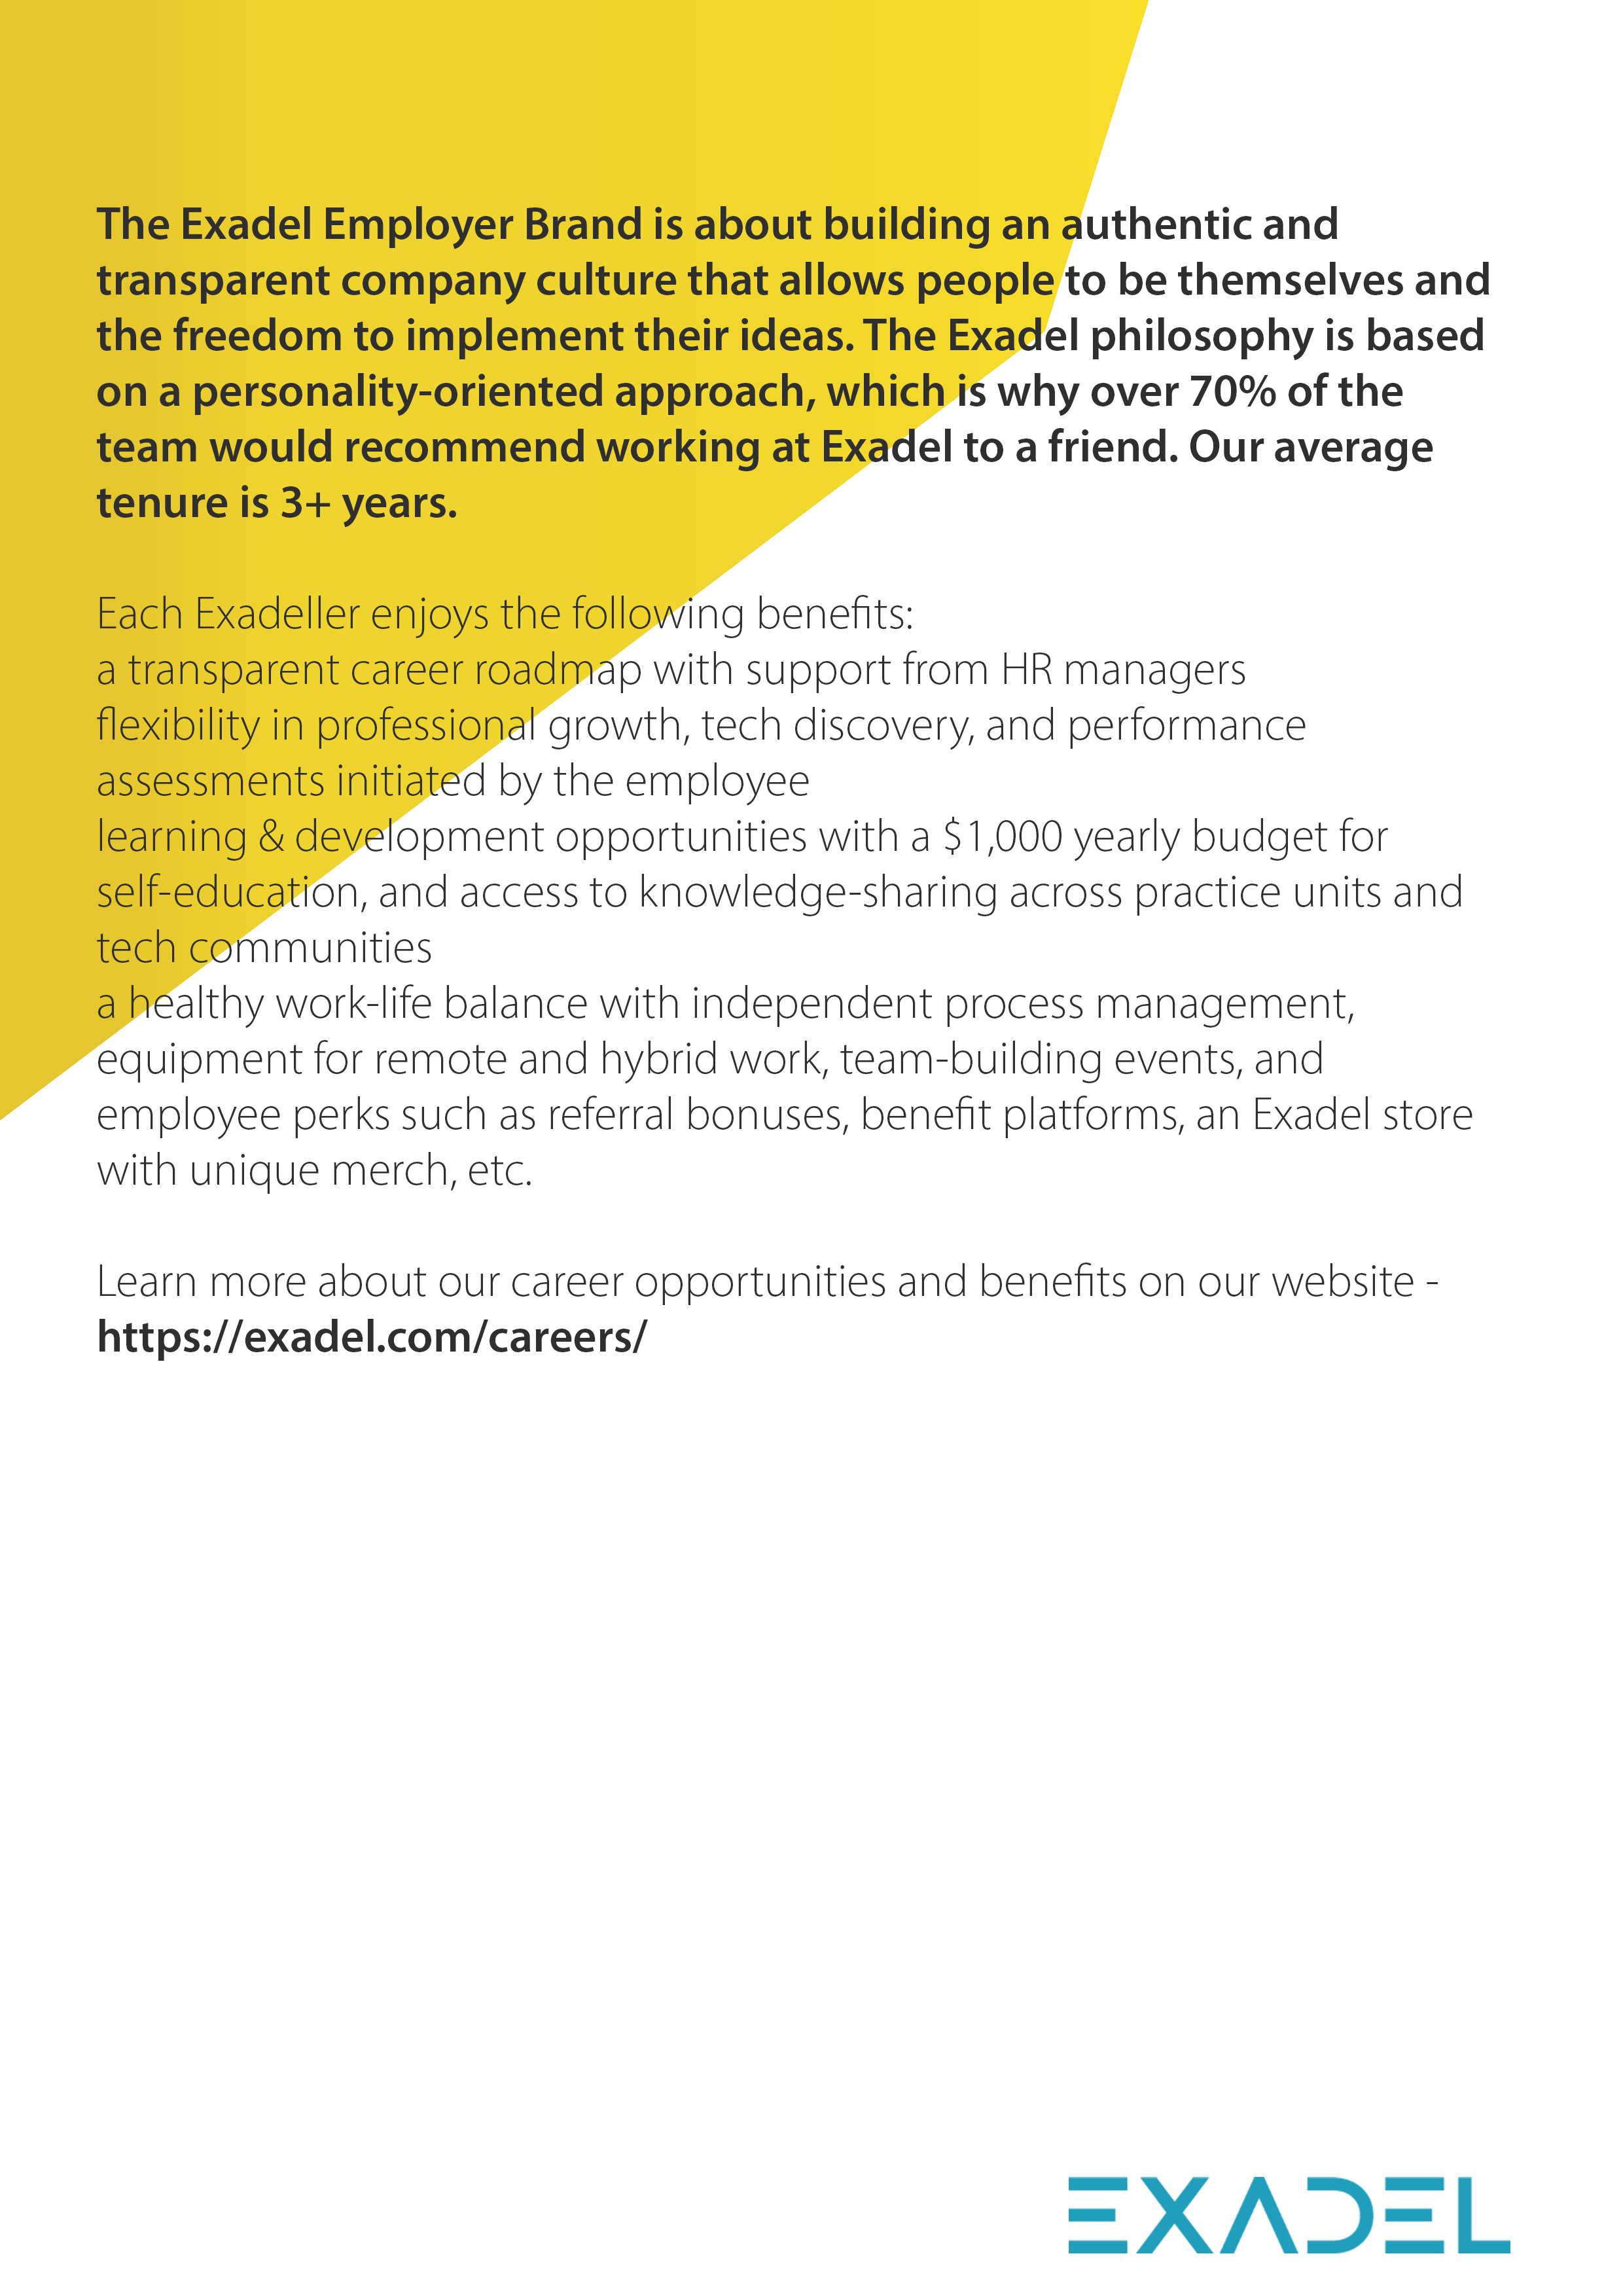 The Exadel Employer Brand is about building an authentic and
transparent company culture that allows people to be themselves and
the freedom to implement their ideas. The Exadel philosophy is based
on a personality-oriented approach, which is why over 70% of the
team would recommend working at Exadel to a friend. Our average
tenure is 3+ years.
Each Exadeller enjoys the following benefits:
a transparent career roadmap with support from HR managers
flexibility in professional growth, tech discovery, and performance
assessments initiated by the employee
learning & development opportunities with a $1,000 yearly budget for
self-education, and access to knowledge-sharing across practice units and
tech communities
a healthy work-life balance with independent process management,
equipment for remote and hybrid work, team-building events, and
employee perks such as referral bonuses, benefit platforms, an Exadel store
with unique merch, etc.
Learn more about our career opportunities and benefits on our website -
https://exadel.com/careers/
EXADEL